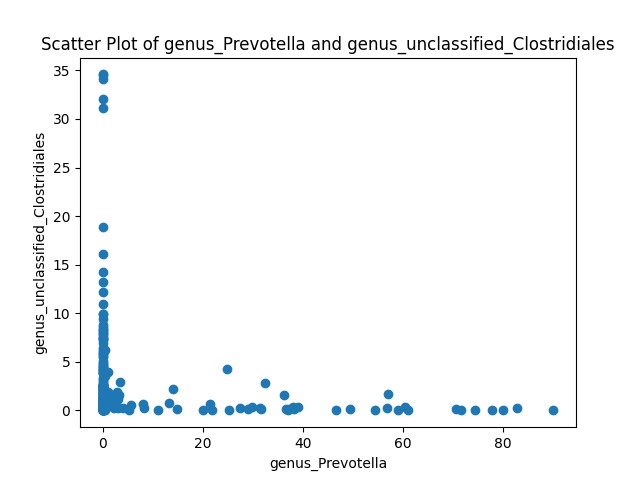 Scatter Plot of genus_Prevotella and genus_unclassified_Clostridiales
genus_unclassified_Clostridiales
35
30
25
20
15
10
5
0
0 20 40 60 80
genus_Prevotella